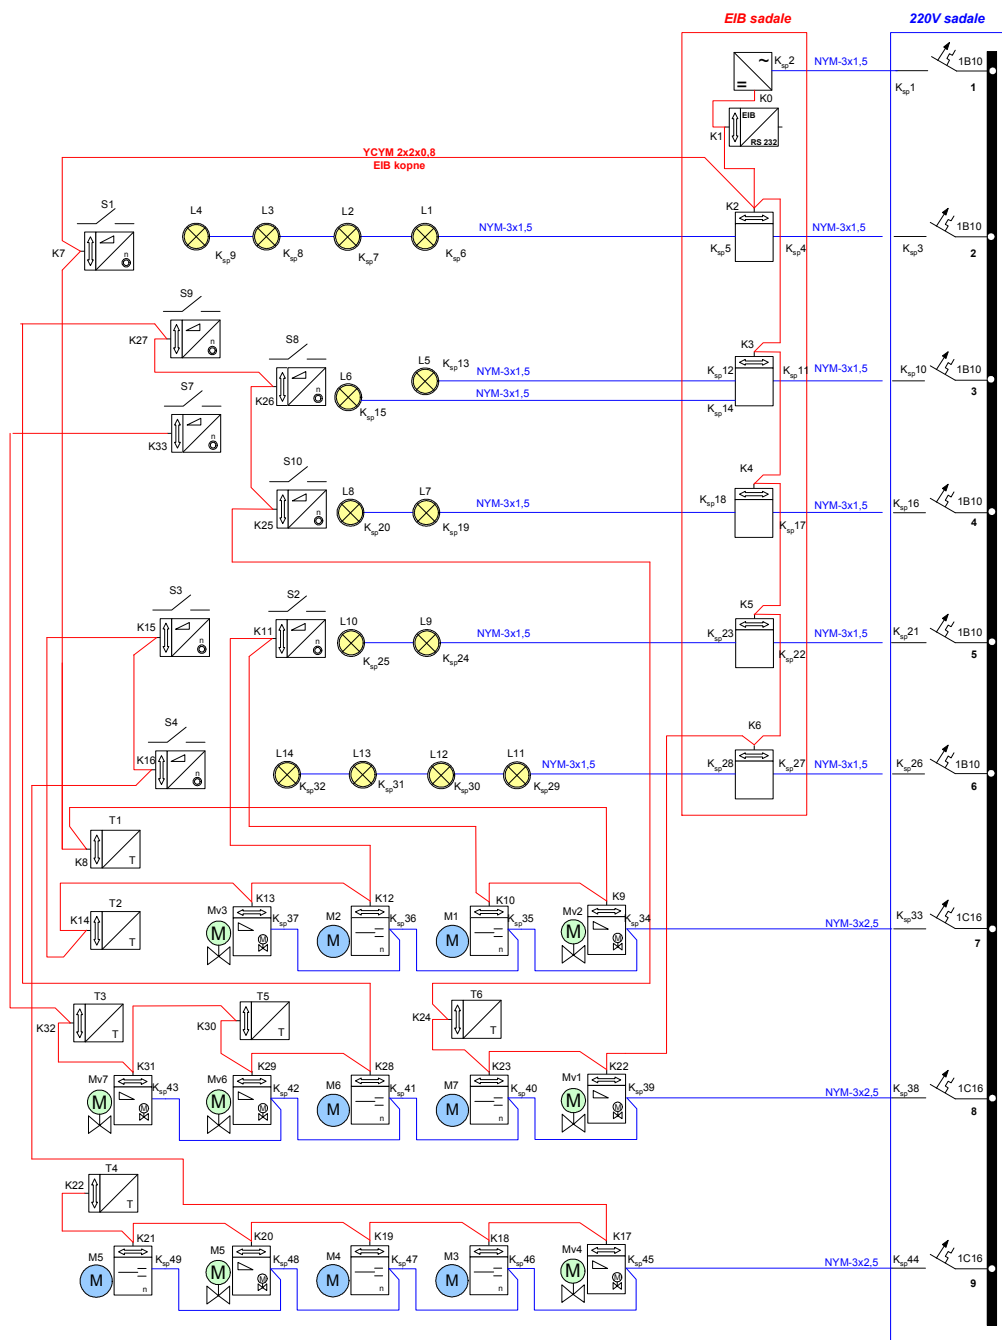 EIB sadale 220V sadale
~ = Ksp2 NYM-3x1,5 1B10
Ksp1 1
K0
EIB
K1 RS 232
YCYM 2x2x0,8
EIB kopne
S1 L4 L3 L2 L1 NYM-3x1,5 K2 NYM-3x1,5 1B10
K7 n Ksp9 Ksp8 Ksp7 Ksp6 Ksp5 Ksp4 Ksp3 2
S9
K27 n
S8 L5 Ksp13 K3
L6 NYM-3x1,5 Ksp12 Ksp11 NYM-3x1,5 Ksp10 1B10
S7 K26 n NYM-3x1,5 3
Ksp15 Ksp14
K33 n
S10 K4
L8 L7 NYM-3x1,5 Ksp18 NYM-3x1,5 Ksp16 1B10
K25 n Ksp20 Ksp19 Ksp17 4
S3 S2 K5
K15 n K11 n L10 L9 NYM-3x1,5 Ksp23 NYM-3x1,5 Ksp21 1B10
Ksp25 Ksp24 Ksp22 5
S4 K6
L14 L13 L12 L11
K16 n NYM-3x1,5 Ksp28 Ksp27 NYM-3x1,5 Ksp26 1B10
Ksp32 Ksp31 Ksp30 Ksp29 6
T1
K8 T
T2 K13 K12 K10 K9
K14 T Mv3 M2 M1 Mv2
M M Ksp37 M n Ksp36 M n Ksp35 M M Ksp34 NYM-3x2,5 Ksp33 1C16
7
T3 T5 T6
K32 T K30 T K24 T
K31 K29 K28 K23 K22
Mv7 Mv6 M6 M7 Mv1
M M Ksp43 M M Ksp42 M n Ksp41 M n Ksp40 M M Ksp39 NYM-3x2,5 Ksp38 1C16
8
T4
K22 T
K21 K20 K19 K18 K17
M5 M5 M4 M3 Mv4
M n Ksp49 M M Ksp48 M n Ksp47 M n Ksp46 M M Ksp45 NYM-3x2,5 Ksp44 1C16
9